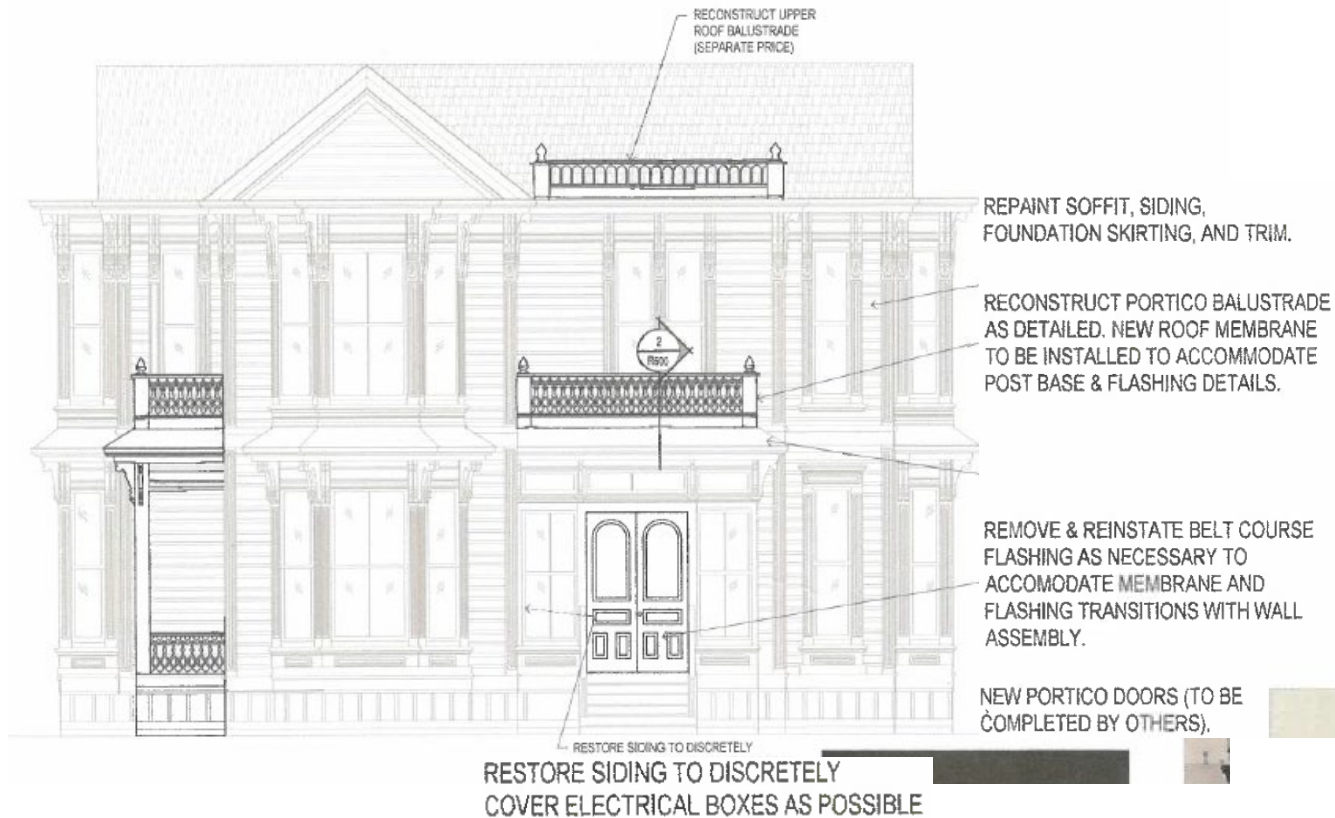 RECONSTRUCT UPPER
ROOF BALUSTRADE
(SEPARATE PRICE)
REPAINT SOFFIT, SIDING,
FOUNDATION SKIRTING, AND TRIM.
RECONSTRUCT PORTICO BALUSTRADE
AS DETAILED. NEW ROOF MEMBRANE
TO BE INSTALLED TO ACCOMMODATE
POST BASE & FLASHING DETAILS.
2
R600
REMOVE & REINSTATE BELT COURSE
FLASHING AS NECESSARY TO
ACCOMODATE MEMBRANE AND
FLASHING TRANSITIONS WITH WALL
ASSEMBLY.
NEW PORTICO DOORS (TO BE
COMPLETED BY OTHERS).
RESTORE SIDING TO DISCRETELY
RESTORE SIDING TO DISCRETELY
COVER ELECTRICAL BOXES AS POSSIBLE